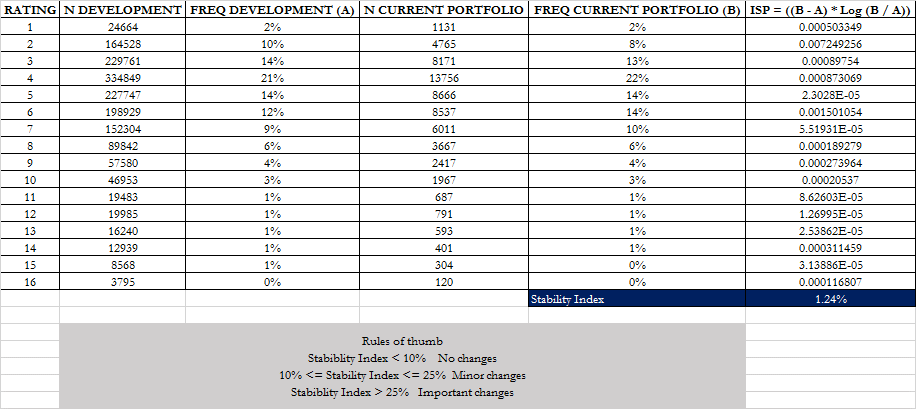 RATING N DEVELOPMENT FREQ DEVELOPMENT (A) N CURRENT PORTFOLIO FREQ CURRENT PORTFOLIO (B) ISP = ((B - A) * Log (B / A))
1 24664 2% 1131 2% 0.000503349
2 164528 10% 4765 8% 0.007249256
3 229761 14% 8171 13% 0.00089754
4 334849 21% 13756 22% 0.000873069
5 227747 14% 8666 14% 2.3028E-05
6 198929 12% 8537 14% 0.001501054
7 152304 9% 6011 10% 5.51931E-05
8 89842 6% 3667 6% 0.000189279
9 57580 4% 2417 4% 0.000273964
10 46953 3% 1967 3% 0.00020537
11 19483 1% 687 1% 8.62603E-05
12 19985 1% 791 1% 1.26995E-05
13 16240 1% 593 1% 2.53862E-05
14 12939 1% 401 1% 0.000311459
15 8568 1% 304 0% 3.13886E-05
16 3795 0% 120 0% 0.000116807
Stability Index 1.24%
Rules of thumb
Stabiblity Index < 10% No changes
10% <= Stability Index <= 25% Minor changes
Stabiblity Index > 25% Important changes